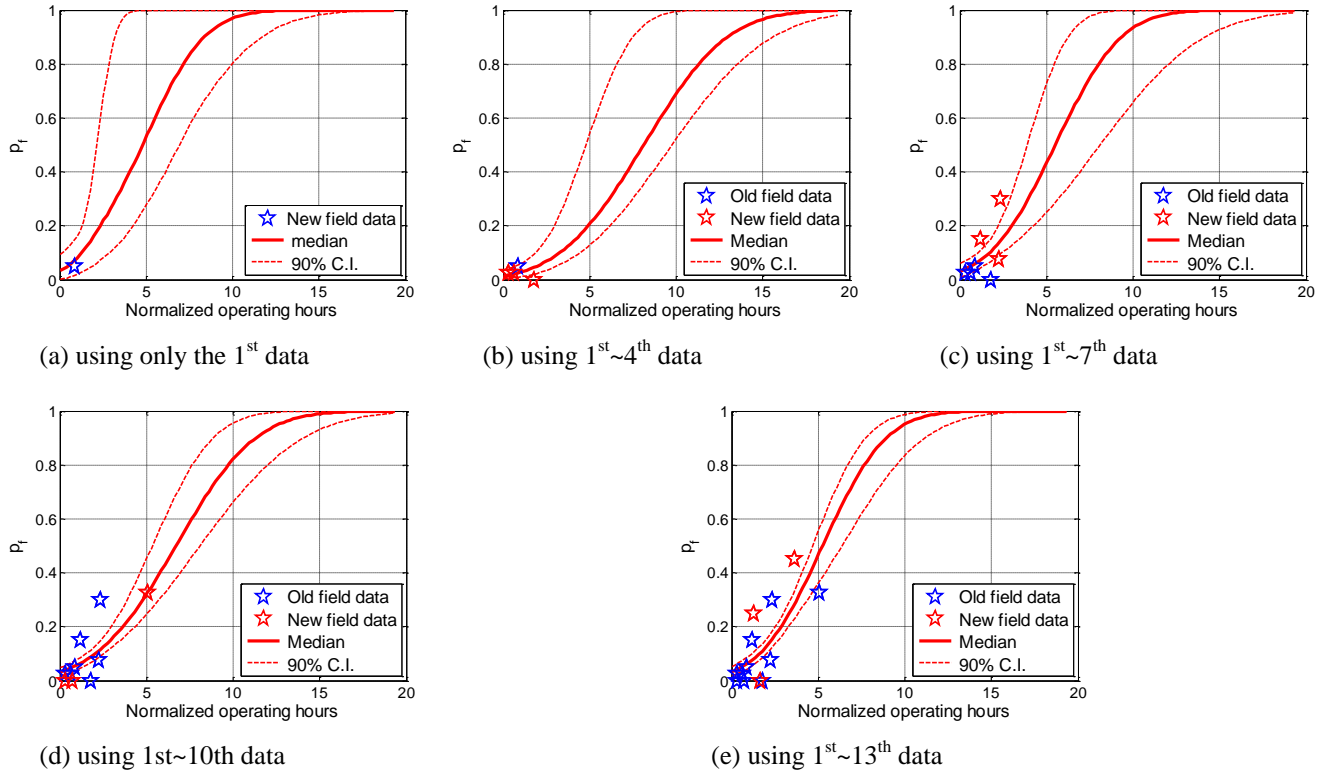 1
0.8
0.6
0.4
0.2
0
p_f
0 5 10 15 20
Normalized operating hours
New field data
median
90% C.I.
(a) using only the 1st data
1
0.8
0.6
0.4
0.2
0
p_f
0 5 10 15 20
Normalized operating hours
Old field data
New field data
Median
90% C.I.
(b) using 1st~4th data
1
0.8
0.6
0.4
0.2
0
p_f
0 5 10 15 20
Normalized operating hours
Old field data
New field data
Median
90% C.I.
(c) using 1st~7th data
1
0.8
0.6
0.4
0.2
0
p_f
0 5 10 15 20
Normalized operating hours
Old field data
New field data
Median
90% C.I.
(d) using 1st~10th data
1
0.8
0.6
0.4
0.2
0
p_f
0 5 10 15 20
Normalized operating hours
Old field data
New field data
Median
90% C.I.
(e) using 1st~13th data